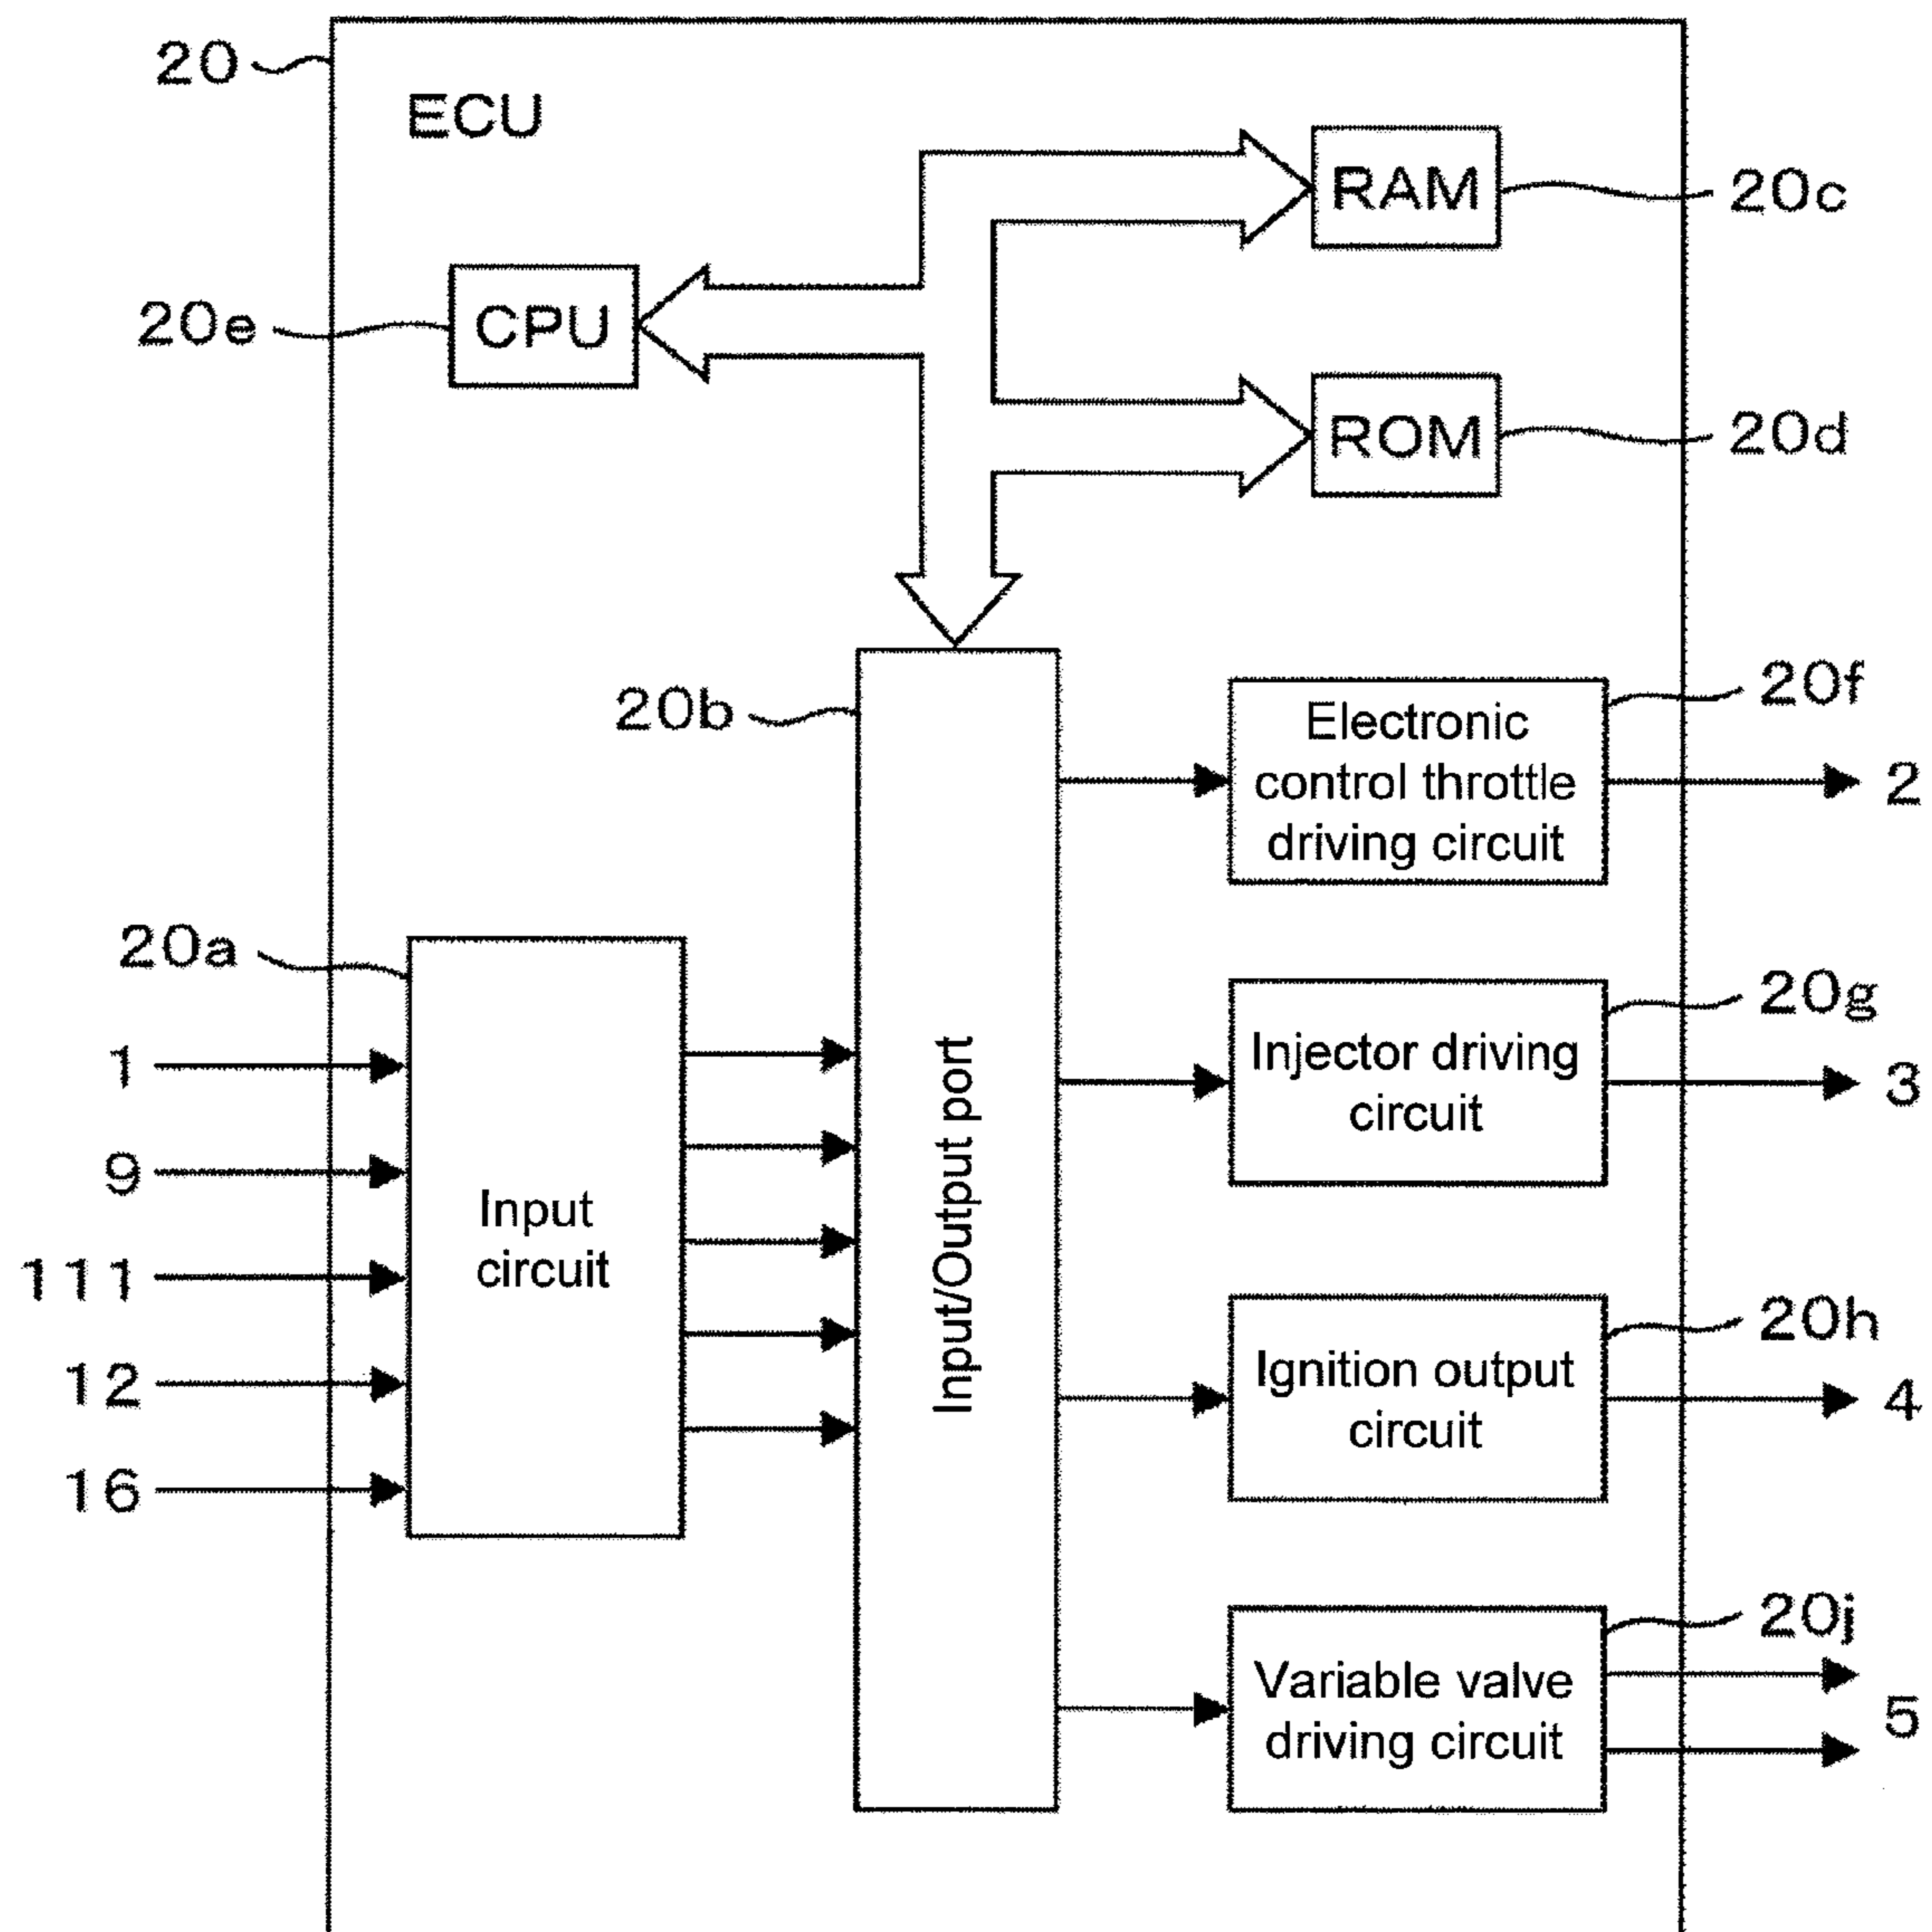 20
ECU
RAM
20c
20e
CPU
ROM
20d
20b
20f
Electronic
control throttle
driving circuit
2
20a
20g
1
Injector driving
circuit
3
9
Input
circuit
Input/Output port
111
20h
12
Ignition output
circuit
4
16
20j
Variable valve
driving circuit
5